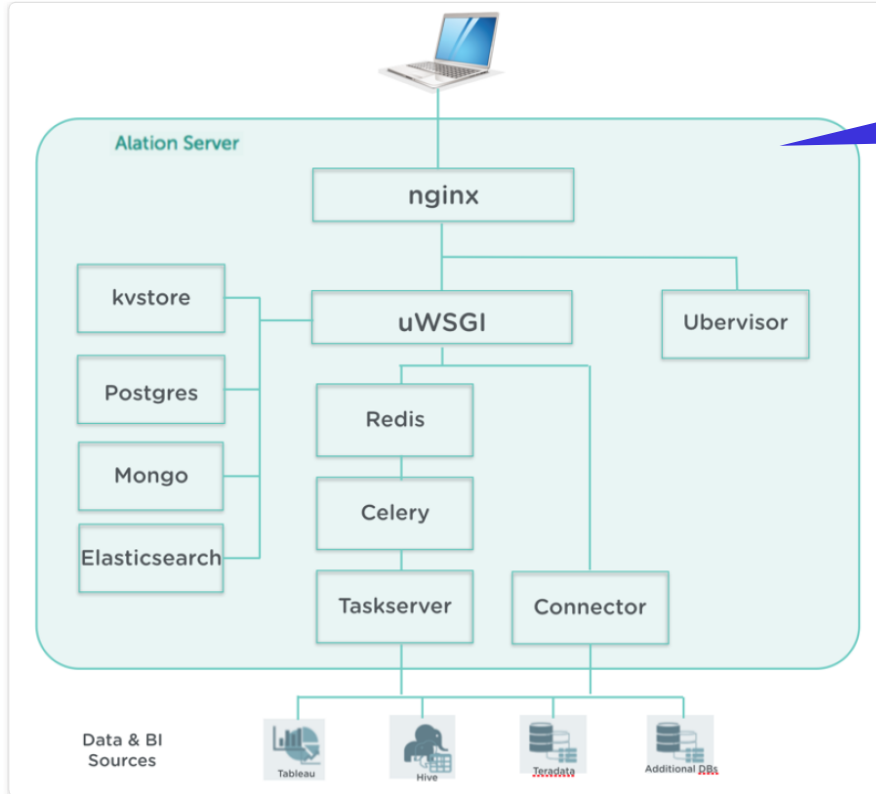 Alation Server
nginx
kvstore
uWSGI
Ubervisor
Postgres
Redis
Mongo
Celery
Elasticsearch
Taskserver
Connector
Data & BI
Sources
Tableau
Hive
Teradata
Additional DBs